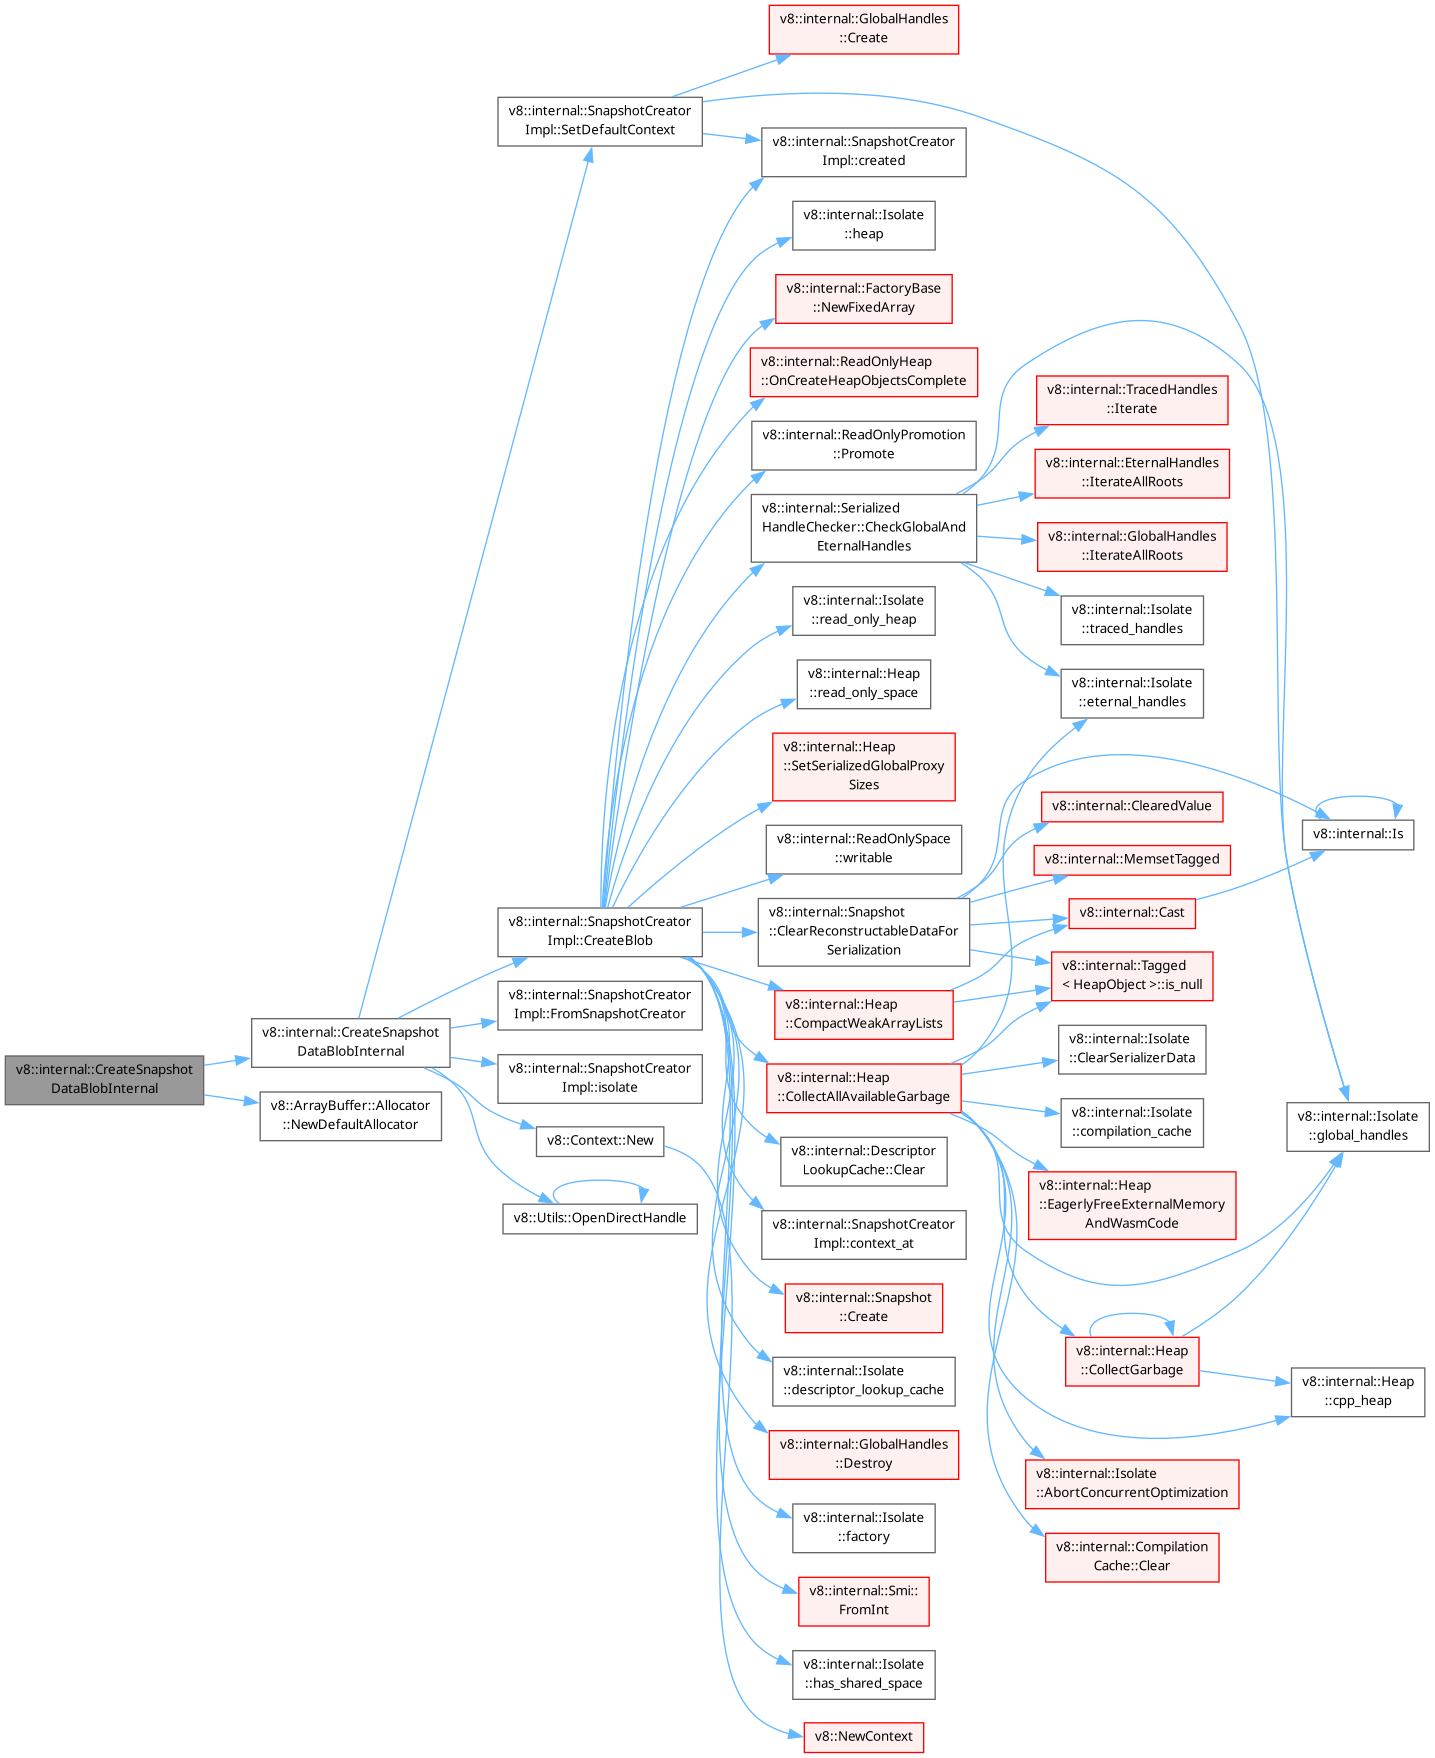 v8::internal::CreateSnapshot
DataBlobInternal
v8::internal::CreateSnapshot
DataBlobInternal
v8::ArrayBuffer::Allocator
::NewDefaultAllocator
v8::internal::SnapshotCreator
Impl::SetDefaultContext
v8::internal::SnapshotCreator
Impl::CreateBlob
v8::internal::SnapshotCreator
Impl::FromSnapshotCreator
v8::internal::SnapshotCreator
Impl::isolate
v8::Context::New
v8::Utils::OpenDirectHandle
v8::internal::GlobalHandles
::Create
v8::internal::SnapshotCreator
Impl::created
v8::internal::Isolate
::heap
v8::internal::FactoryBase
::NewFixedArray
v8::internal::ReadOnlyHeap
::OnCreateHeapObjectsComplete
v8::internal::ReadOnlyPromotion
::Promote
v8::internal::Serialized
HandleChecker::CheckGlobalAnd
EternalHandles
v8::internal::Isolate
::read_only_heap
v8::internal::Heap
::read_only_space
v8::internal::Heap
::SetSerializedGlobalProxy
Sizes
v8::internal::ReadOnlySpace
::writable
v8::internal::Snapshot
::ClearReconstructableDataFor
Serialization
v8::internal::Heap
::CompactWeakArrayLists
v8::internal::Heap
::CollectAllAvailableGarbage
v8::internal::Descriptor
LookupCache::Clear
v8::internal::SnapshotCreator
Impl::context_at
v8::internal::Snapshot
::Create
v8::internal::Isolate
::descriptor_lookup_cache
v8::internal::GlobalHandles
::Destroy
v8::internal::Isolate
::factory
v8::internal::Smi::
FromInt
v8::internal::Isolate
::has_shared_space
v8::NewContext
v8::internal::TracedHandles
::Iterate
v8::internal::EternalHandles
::IterateAllRoots
v8::internal::GlobalHandles
::IterateAllRoots
v8::internal::Isolate
::traced_handles
v8::internal::Isolate
::eternal_handles
v8::internal::ClearedValue
v8::internal::MemsetTagged
v8::internal::Cast
v8::internal::Tagged
< HeapObject >::is_null
v8::internal::Isolate
::ClearSerializerData
v8::internal::Isolate
::compilation_cache
v8::internal::Heap
::EagerlyFreeExternalMemory
AndWasmCode
v8::internal::Heap
::CollectGarbage
v8::internal::Isolate
::AbortConcurrentOptimization
v8::internal::Compilation
Cache::Clear
v8::internal::Is
v8::internal::Isolate
::global_handles
v8::internal::Heap
::cpp_heap